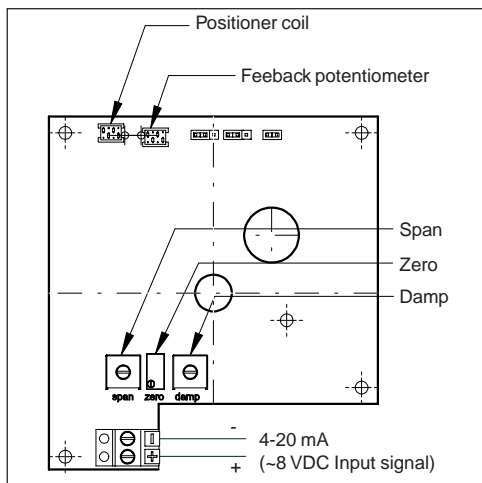 Positioner coil
Feeback potentiometer
Span
Zero
Damp
span zero damp
-
4-20 mA
+
(~8 VDC Input signal)